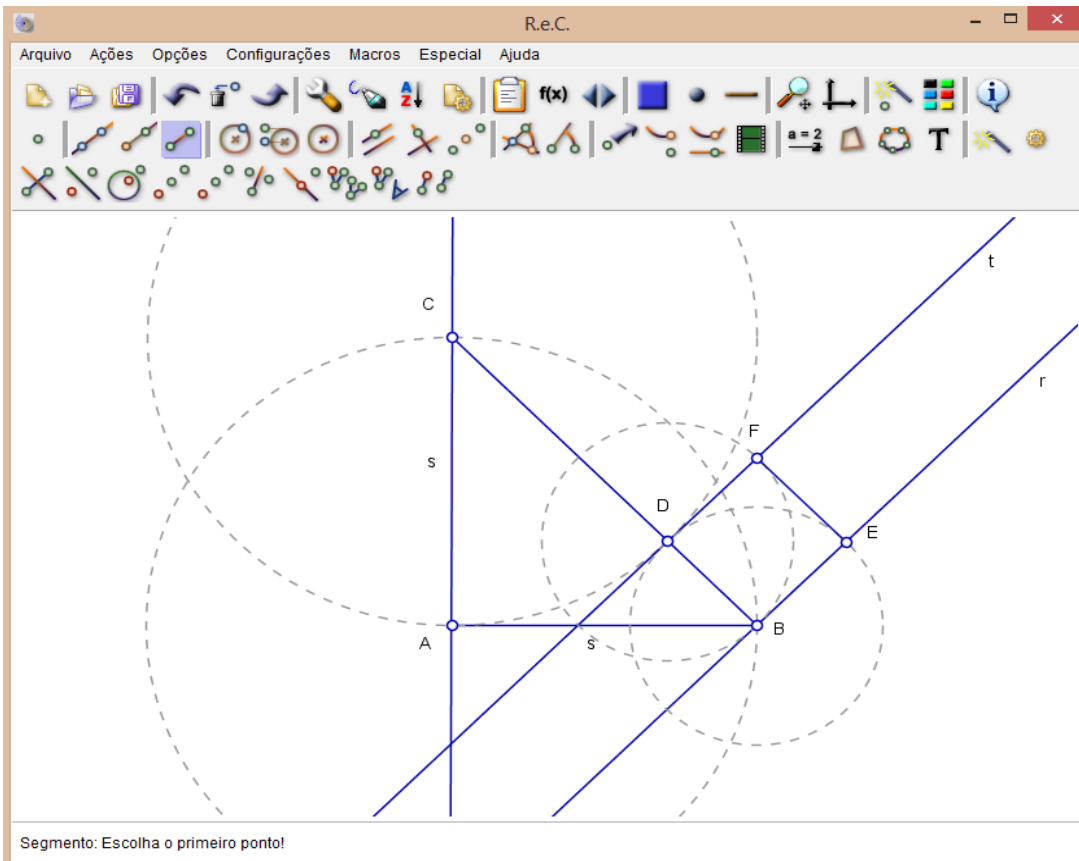 R.e.C.
Arquivo Ações Opções Configurações Macros Especial Ajuda
A Z f(x)
a = 2 T
t
C
r
F
s
D
E
A
s
B
Segmento: Escolha o primeiro ponto!